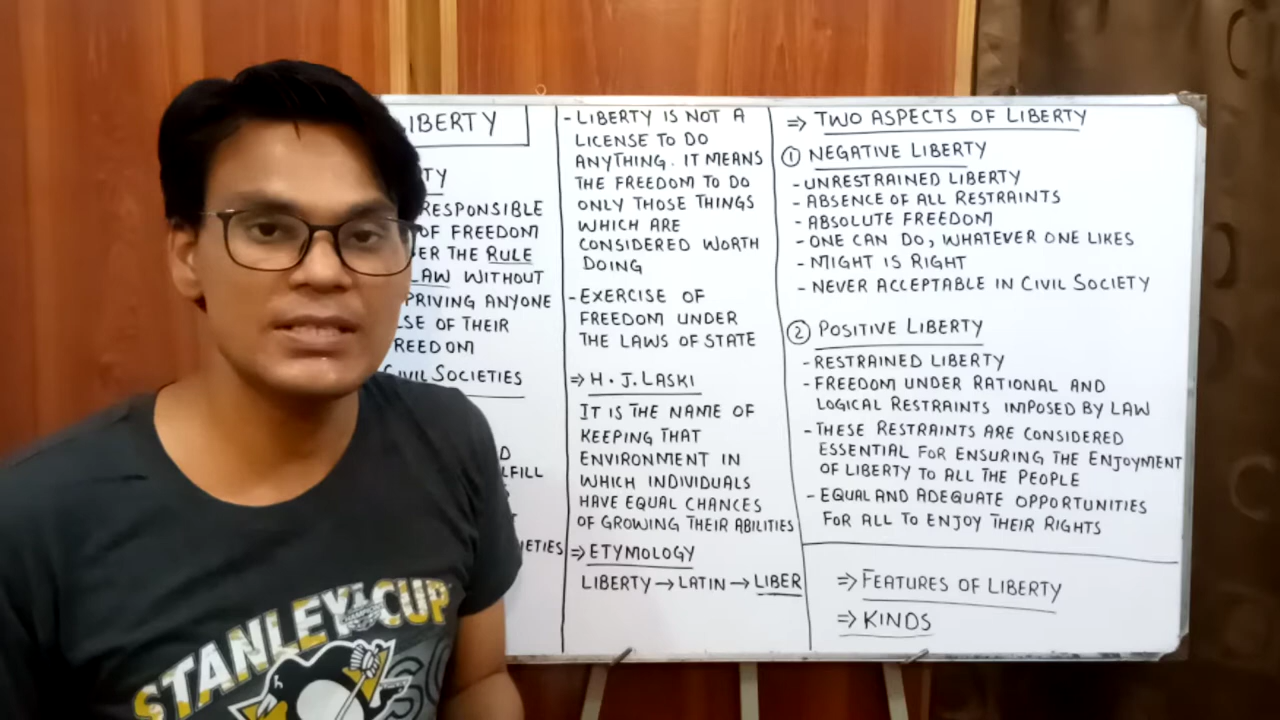 IBERTY
TY
RESPONSIBLE
OF FREEDOM
ER THE RULE
LAW WITHOUT
PRIVING ANYONE
SE OF THEIR
REEDOM
CIVIL SOCIETIES
D
LFILL
IETIES
- LIBERTY IS NOT A
LICENSE TO DO
ANYTHING. IT MEANS
THE FREEDOM TO DO
ONLY THOSE THINGS
WHICH ARE
CONSIDERED WORTH
DOING
- EXERCISE OF
FREEDOM UNDER
THE LAWS OF STATE
⇒ H. J. LASKI
IT IS THE NAME OF
KEEPING THAT
ENVIRONMENT IN
WHICH INDIVIDUALS
HAVE EQUAL CHANCES
OF GROWING THEIR ABILITIES
⇒ ETYMOLOGY
LIBERTY → LATIN → LIBER
⇒ TWO ASPECTS OF LIBERTY
① NEGATIVE LIBERTY
- UNRESTRAINED LIBERTY
- ABSENCE OF ALL RESTRAINTS
- ABSOLUTE FREEDOM
- ONE CAN DO, WHATEVER ONE LIKES
- MIGHT IS RIGHT
- NEVER ACCEPTABLE IN CIVIL SOCIETY
② POSITIVE LIBERTY
- RESTRAINED LIBERTY
- FREEDOM UNDER RATIONAL AND
LOGICAL RESTRAINTS IMPOSED BY LAW
- THESE RESTRAINTS ARE CONSIDERED
ESSENTIAL FOR ENSURING THE ENJOYMENT
OF LIBERTY TO ALL THE PEOPLE
- EQUAL AND ADEQUATE OPPORTUNITIES
FOR ALL TO ENJOY THEIR RIGHTS
⇒ FEATURES OF LIBERTY
⇒ KINDS
STANLEY CUP